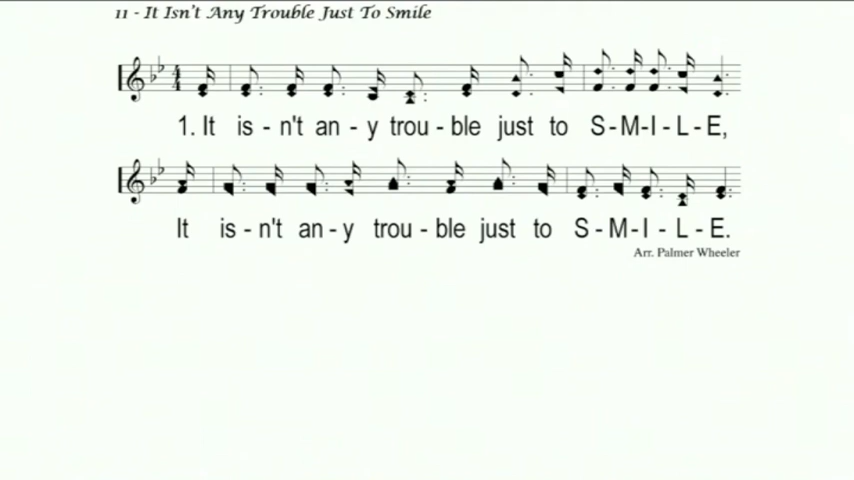 11 - It Isn't Any Trouble Just To Smile
1. It is - n't an - y trou - ble just to S-M-I-L-E,
It is - n't an - y trou - ble just to S-M-I-L-E.
Arr. Palmer Wheeler